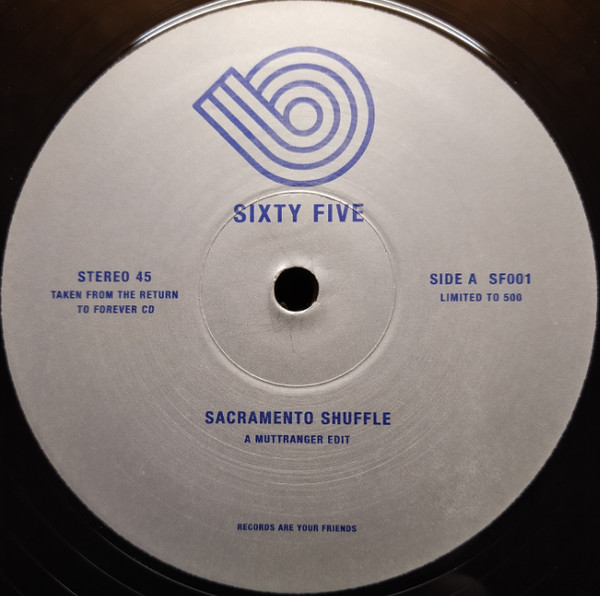 SIXTY FIVE
STEREO 45
TAKEN FROM THE RETURN
TO FOREVER CD
SIDE A SF001
LIMITED TO 500
SACRAMENTO SHUFFLE
A MUTTRANGER EDIT
RECORDS ARE YOUR FRIENDS